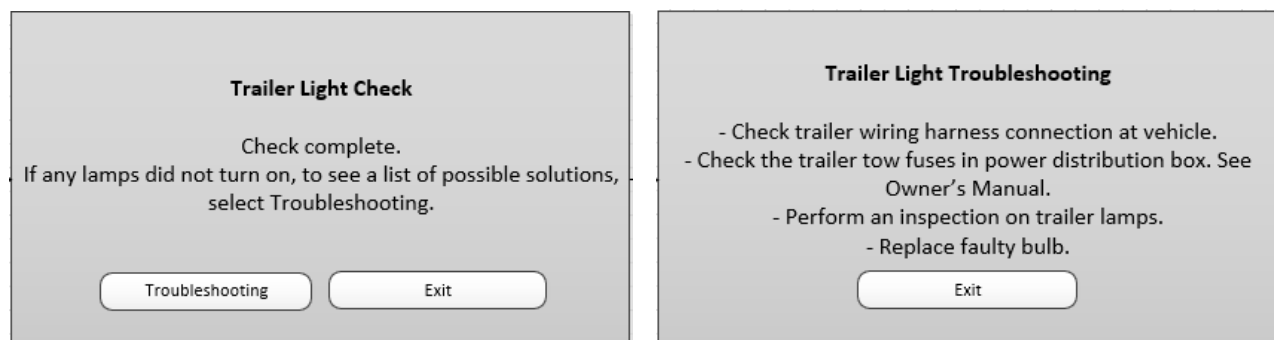 Trailer Light Check
Check complete.
If any lamps did not turn on, to see a list of possible solutions,
select Troubleshooting.
Troubleshooting
Exit
Trailer Light Troubleshooting
- Check trailer wiring harness connection at vehicle.
- Check the trailer tow fuses in power distribution box. See
Owner’s Manual.
- Perform an inspection on trailer lamps.
- Replace faulty bulb.
Exit